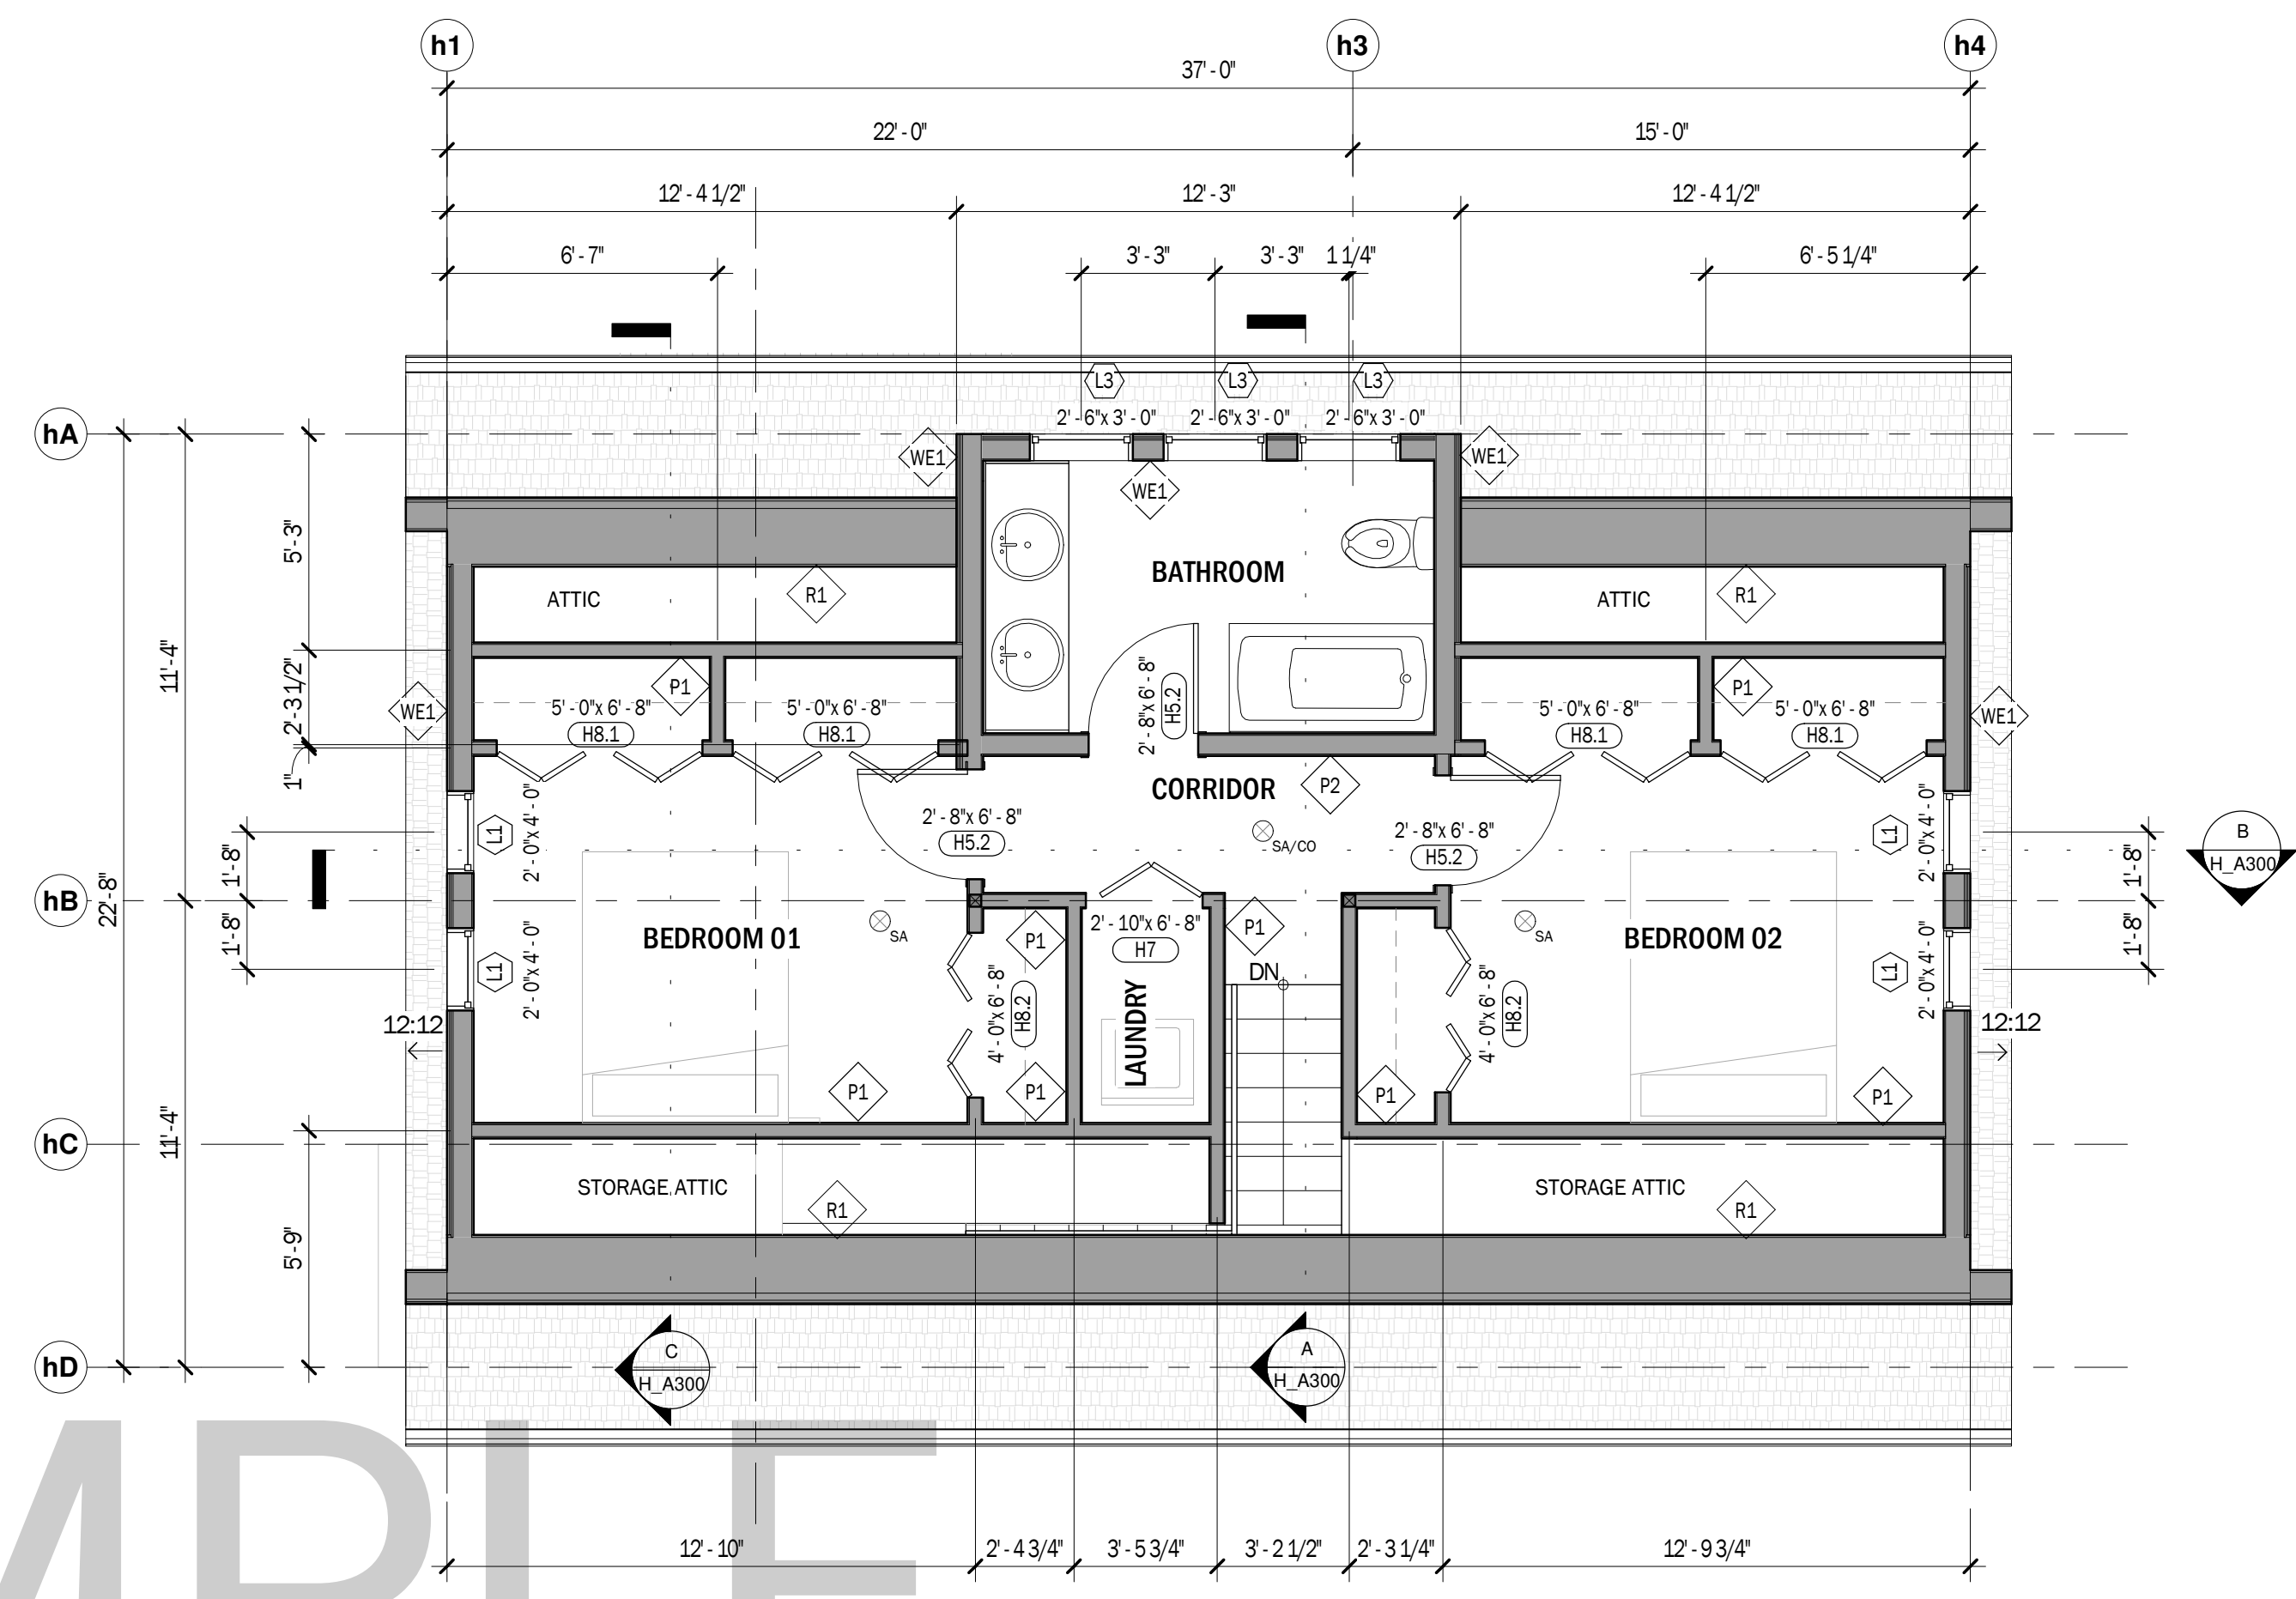 h1
h3
h4
37'-0"
22'-0"
15'-0"
12'-4 1/2"
12'-3"
12'-4 1/2"
6'-7"
3'-3"
3'-3"
1 1/4"
6'-5 1/4"
L3
L3
L3
2'-6"x 3'-0"
2'-6"x 3'-0"
2'-6"x 3'-0"
hA
WE1
WE1
WE1
5'-3"
BATHROOM
ATTIC
R1
ATTIC
R1
11'-4"
2'-3 1/2"
1"
WE1
P1
5'-0"x 6'-8"
H8.1
5'-0"x 6'-8"
H8.1
2'-8"x 6'-8"
H5.2
P1
5'-0"x 6'-8"
H8.1
5'-0"x 6'-8"
H8.1
WE1
CORRIDOR
P2
L1
2'-0"x 4'-0"
2'-8"x 6'-8"
H5.2
SA/CO
2'-8"x 6'-8"
H5.2
L1
2'-0"x 4'-0"
B
H_A300
1'-8"
1'-8"
hB
22'-8"
1'-8"
1'-8"
BEDROOM 01
SA
P1
2'-10"x 6'-8"
H7
P1
SA
BEDROOM 02
L1
2'-0"x 4'-0"
DN
L1
2'-0"x 4'-0"
12:12
4'-0"x 6'-8"
H8.2
LAUNDRY
4'-0"x 6'-8"
H8.2
12:12
P1
P1
P1
P1
hC
11'-4"
STORAGE ATTIC
R1
STORAGE ATTIC
R1
5'-9"
hD
C
H_A300
A
H_A300
12'-10"
2'-4 3/4"
3'-5 3/4"
3'-2 1/2"
2'-3 1/4"
12'-9 3/4"
MPLE